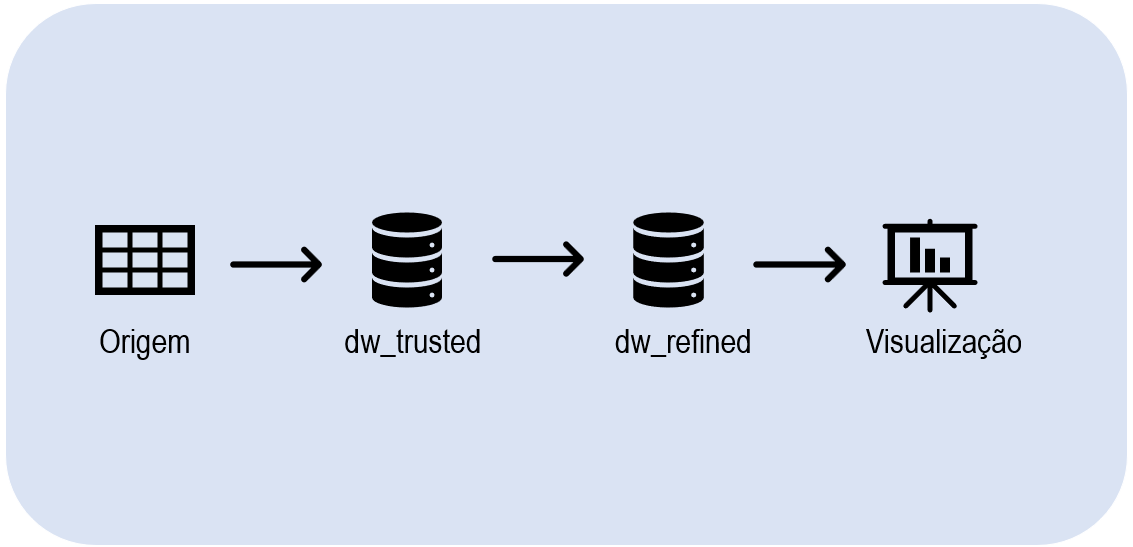 Origem
dw_trusted
dw_refined
Visualização